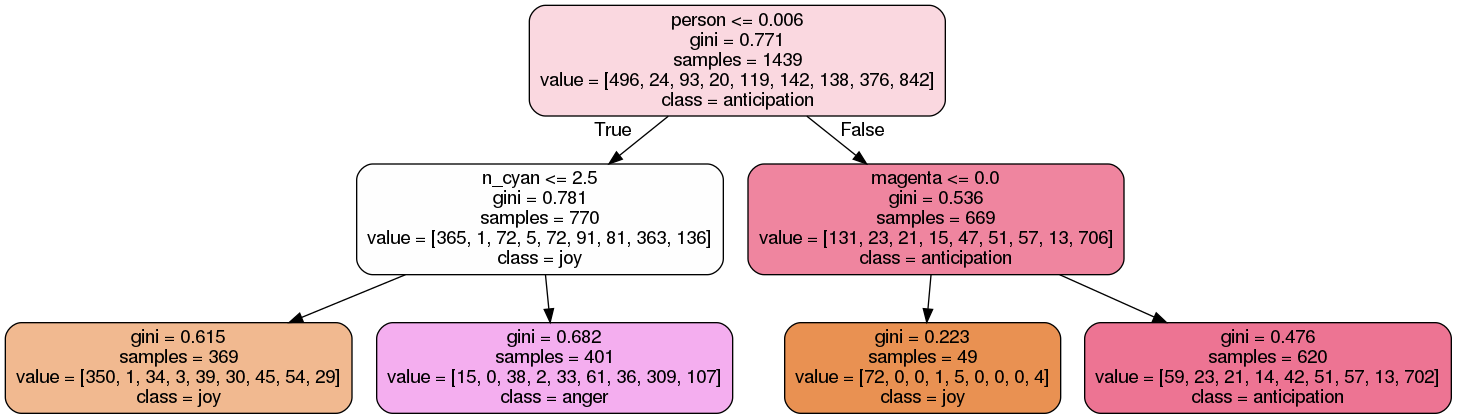 person <= 0.006
gini = 0.771
samples = 1439
value = [496, 24, 93, 20, 119, 142, 138, 376, 842]
class = anticipation
True
False
n_cyan <= 2.5
gini = 0.781
samples = 770
value = [365, 1, 72, 5, 72, 91, 81, 363, 136]
class = joy
magenta <= 0.0
gini = 0.536
samples = 669
value = [131, 23, 21, 15, 47, 51, 57, 13, 706]
class = anticipation
gini = 0.615
samples = 369
value = [350, 1, 34, 3, 39, 30, 45, 54, 29]
class = joy
gini = 0.682
samples = 401
value = [15, 0, 38, 2, 33, 61, 36, 309, 107]
class = anger
gini = 0.223
samples = 49
value = [72, 0, 0, 1, 5, 0, 0, 0, 4]
class = joy
gini = 0.476
samples = 620
value = [59, 23, 21, 14, 42, 51, 57, 13, 702]
class = anticipation